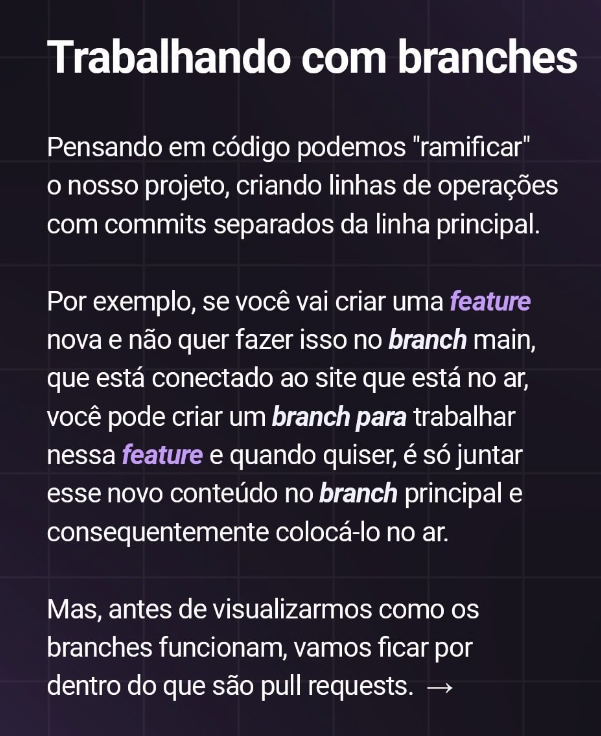 Trabalhando com branches
Pensando em código podemos "ramificar"
o nosso projeto, criando linhas de operações
com commits separados da linha principal.
Por exemplo, se você vai criar uma feature
nova e não quer fazer isso no branch main,
que está conectado ao site que está no ar,
você pode criar um branch para trabalhar
nessa feature e quando quiser, é só juntar
esse novo conteúdo no branch principal e
consequentemente colocá-lo no ar.
Mas, antes de visualizarmos como os
branches funcionam, vamos ficar por
dentro do que são pull requests. →